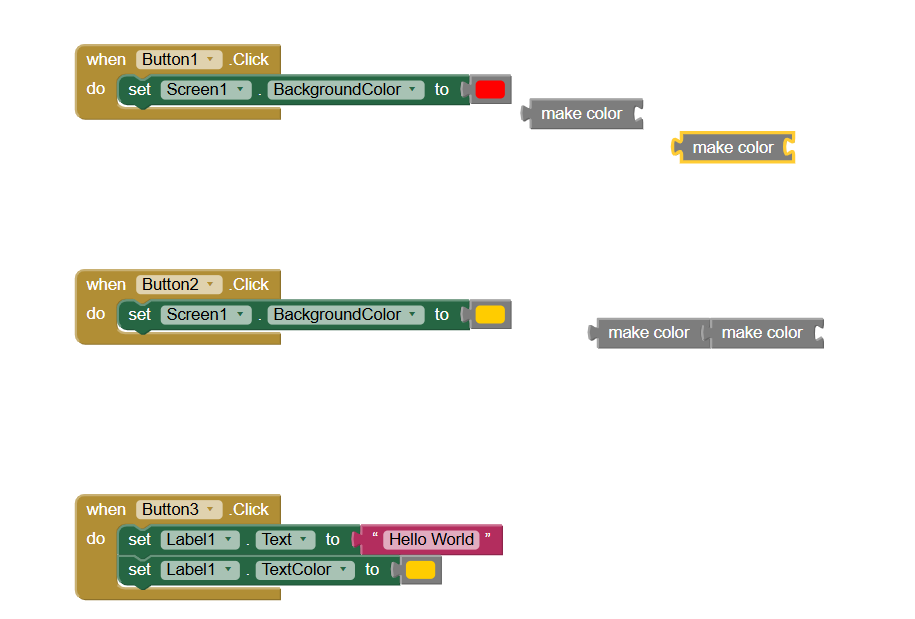 when Button1 .Click
do set Screen1 . BackgroundColor to
make color
make color
when Button2 .Click
do set Screen1 . BackgroundColor to
make color make color
when Button3 .Click
do set Label1 . Text to “ Hello World ”
set Label1 . TextColor to